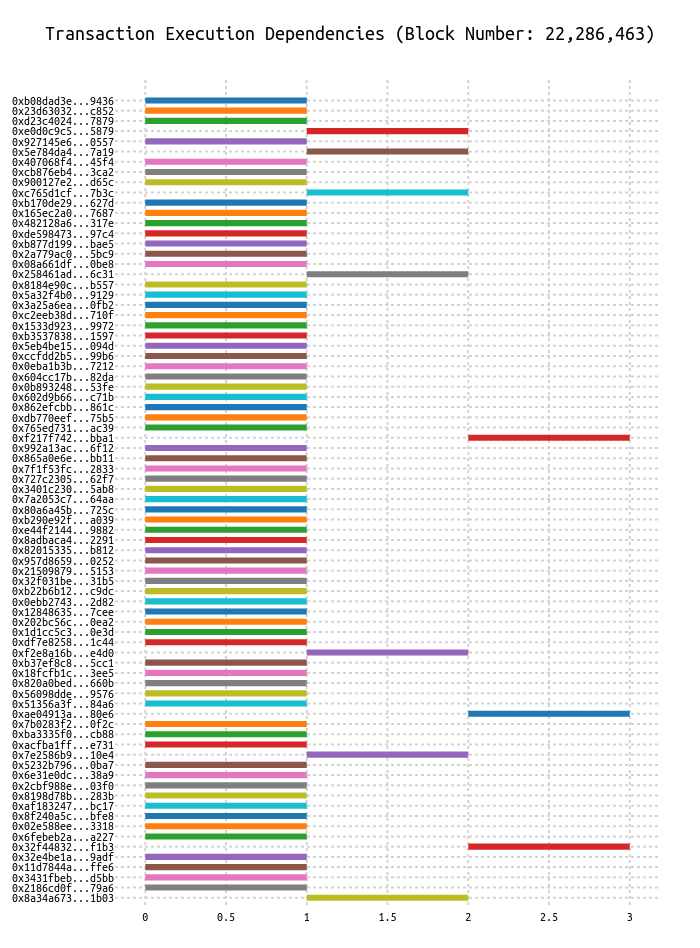 Transaction Execution Dependencies (Block Number: 22,286,463)
0xb08dad3e...9436
0x23d63032...c852
0xd23c4024...7879
0xe0d0c9c5...5879
0x927145e6...0557
0x5e784da4...7a19
0x407068f4...45f4
0xcb876eb4...3ca2
0x900127e2...d65c
0xc765d1cf...7b3c
0xb170de29...627d
0x165ec2a0...7687
0x482128a6...317e
0xde598473...97c4
0xb877d199...bae5
0x2a779ac0...5bc9
0x08a661df...0be8
0x258461ad...6c31
0x8184e90c...b557
0x5a32f4b0...9129
0x3a25a6ea...0fb2
0xc2eeb38d...710f
0x1533d923...9972
0xb3537838...1597
0x5eb4be15...094d
0xccfdd2b5...99b6
0x0eba1b3b...7212
0x604cc17b...82da
0x0b893248...53fe
0x602d9b66...c71b
0x862efcbb...861c
0xdb770eef...75b5
0x765ed731...ac39
0xf217f742...bba1
0x992a13ac...6f12
0x865a0e6e...bb11
0x7f1f53fc...2833
0x727c2305...62f7
0x3401c230...5ab8
0x7a2053c7...64aa
0x80a6a45b...725c
0xb290e92f...a039
0xe44f2144...9882
0x8adbaca4...2291
0x82015335...b812
0x957d8659...0252
0x21509879...5153
0x32f031be...31b5
0xb22b6b12...c9dc
0x0ebb2743...2d82
0x12848635...7cee
0x202bc56c...0ea2
0x1d1cc5c3...0e3d
0xdf7e8258...1c44
0xf2e8a16b...e4d0
0xb37ef8c8...5cc1
0x18fcfb1c...3ee5
0x820a0bed...660b
0x56098dde...9576
0x51356a3f...84a6
0xae04913a...80e6
0x7b0283f2...0f2c
0xba3335f0...cb88
0xacfba1ff...e731
0x7e2586b9...10e4
0x5232b796...0ba7
0x6e31e0dc...38a9
0x2cbf988e...03f0
0x8198d78b...283b
0xaf183247...bc17
0x8f240a5c...bfe8
0x02e588ee...3318
0x6febeb2a...a227
0x32f44832...f1b3
0x32e4be1a...9adf
0x11d7844a...ffe6
0x3431fbeb...d5bb
0x2186cd0f...79a6
0x8a34a673...1b03
0 0.5 1 1.5 2 2.5 3